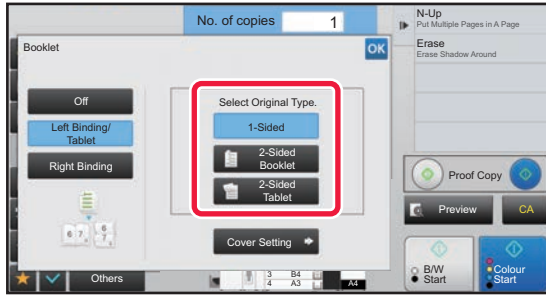 No. of copies 1
Booklet
OK
Off
Left Binding/
Tablet
Right Binding
6 7
6
7
Select Original Type.
1-Sided
2-Sided
Booklet
2-Sided
Tablet
Cover Setting
Others
3 B4
4 A3
A4
N-Up
Put Multiple Pages in A Page
Erase
Erase Shadow Around
Proof Copy
Preview
CA
B/W
Start
Colour
Start